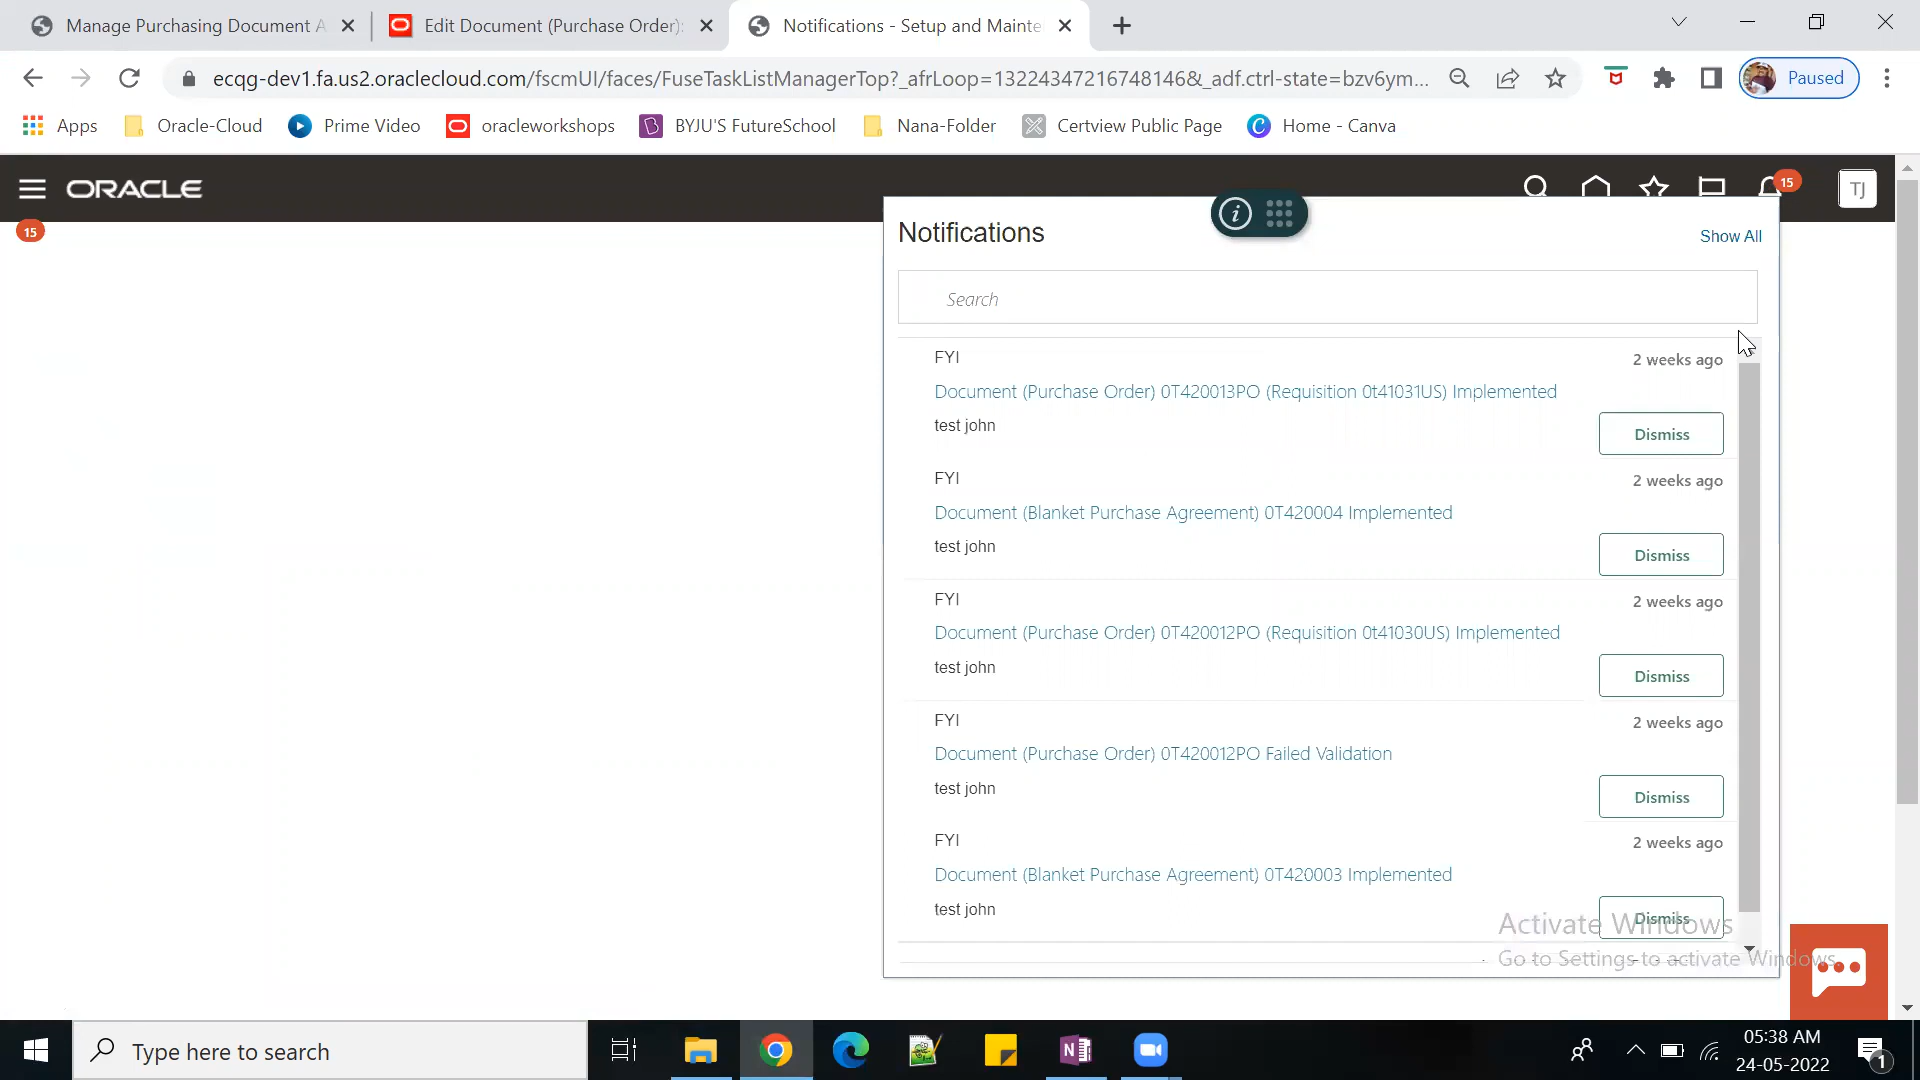 Manage Purchasing Document A
Edit Document (Purchase Order):
Notifications - Setup and Mainte
ecqg-dev1.fa.us2.oraclecloud.com/fscmUI/faces/FuseTaskListManagerTop?_afrLoop=13224347216748146&_adf.ctrl-state=bzv6ym...
Paused
Apps
Oracle-Cloud
Prime Video
oracleworkshops
BYJU'S FutureSchool
Nana-Folder
Certview Public Page
Home - Canva
ORACLE
15
TJ
15
Notifications
Show All
Search
FYI
2 weeks ago
Document (Purchase Order) 0T420013PO (Requisition 0t41031US) Implemented
test john
Dismiss
FYI
2 weeks ago
Document (Blanket Purchase Agreement) 0T420004 Implemented
test john
Dismiss
FYI
2 weeks ago
Document (Purchase Order) 0T420012PO (Requisition 0t41030US) Implemented
test john
Dismiss
FYI
2 weeks ago
Document (Purchase Order) 0T420012PO Failed Validation
test john
Dismiss
FYI
2 weeks ago
Document (Blanket Purchase Agreement) 0T420003 Implemented
test john
Dismiss
Activate Windows
Go to Settings to activate Windows.
Type here to search
05:38 AM
24-05-2022
1